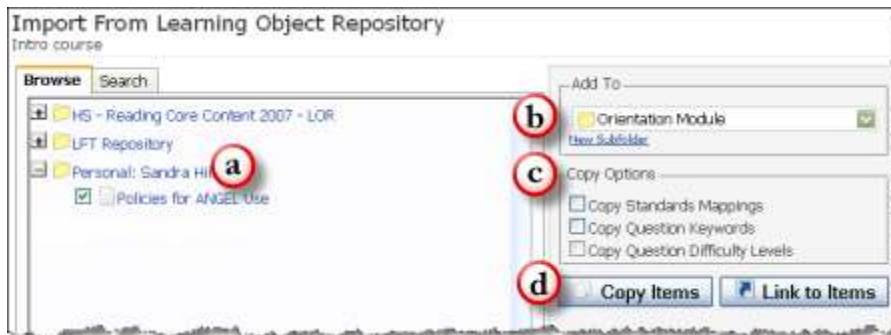 Import From Learning Object Repository
Intro course
Browse Search
HS - Reading Core Content 2007 - LOR
LFT Repository
Personal: Sandra
a
Policies for ANGEL Use
Add To
b
Orientation Module
New Subfolder
c
Copy Options
Copy Standards Mappings
Copy Question Keywords
Copy Question Difficulty Levels
d
Copy Items
Link to Items